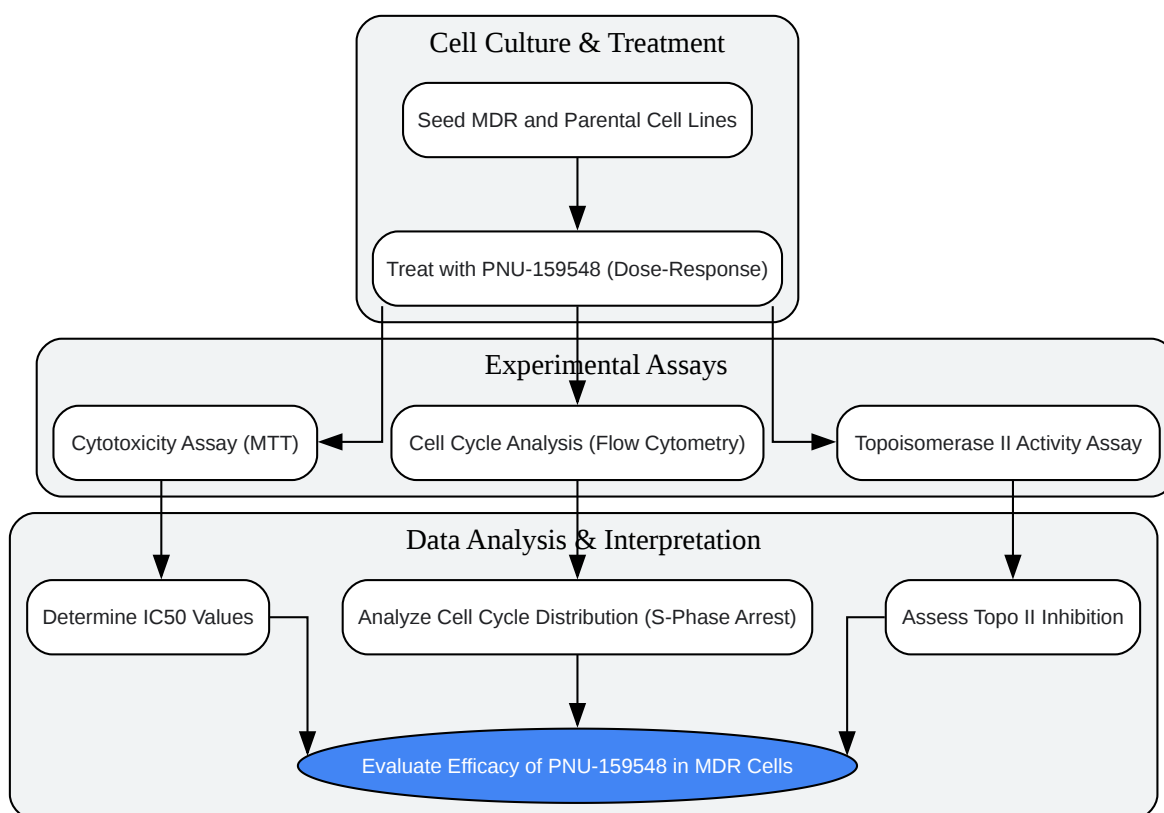 Cell Culture & Treatment
Seed MDR and Parental Cell Lines
Treat with PNU-159548 (Dose-Response)
Experimental Assays
Cytotoxicity Assay (MTT)
Cell Cycle Analysis (Flow Cytometry)
Topoisomerase II Activity Assay
Data Analysis & Interpretation
Determine IC50 Values
Analyze Cell Cycle Distribution (S-Phase Arrest)
Assess Topo II Inhibition
Evaluate Efficacy of PNU-159548 in MDR Cells